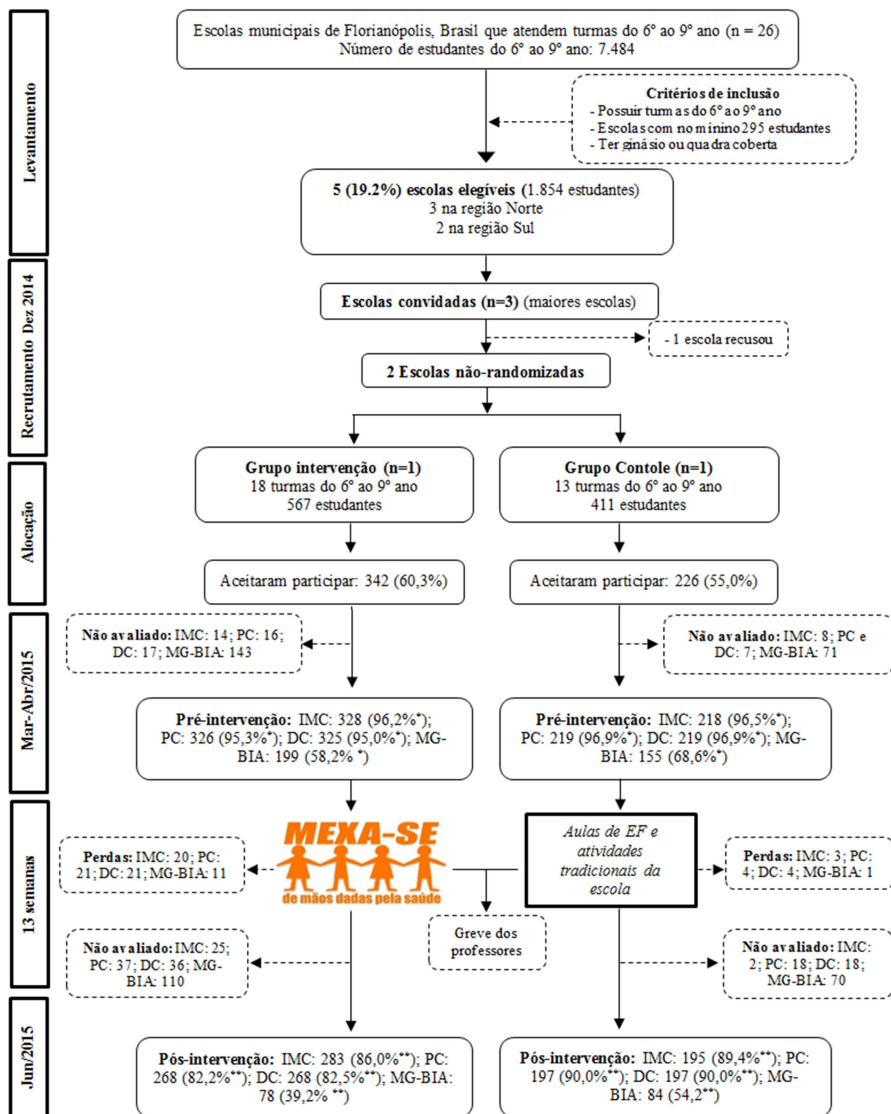 Levantamento
Escolas municipais de Florianópolis, Brasil que atendem turmas do 6º ao 9º ano (n = 26)
Número de estudantes do 6º ao 9º ano: 7.484
Critérios de inclusão
- Possuir turmas do 6º ao 9º ano
- Escolas com no mínino 295 estudantes
- Ter ginásio ou quadra coberta
5 (19.2%) escolas elegíveis (1.854 estudantes)
3 na região Norte
2 na região Sul
Recrutamento Dez 2014
Escolas convidadas (n=3) (maiores escolas)
- 1 escola recusou
2 Escolas não-randomizadas
Alocação
Grupo intervenção (n=1)
18 turmas do 6º ao 9º ano
567 estudantes
Grupo Contole (n=1)
13 turmas do 6º ao 9º ano
411 estudantes
Aceitaram participar: 342 (60,3%)
Aceitaram participar: 226 (55,0%)
Mar-Abr/2015
Não avaliado: IMC: 14; PC: 16;
DC: 17; MG-BIA: 143
Não avaliado: IMC: 8; PC e
DC: 7; MG-BIA: 71
Pré-intervenção: IMC: 328 (96,2%*);
PC: 326 (95,3%*); DC: 325 (95,0%*); MG-
BIA: 199 (58,2% *)
Pré-intervenção: IMC: 218 (96,5%*);
PC: 219 (96,9%*); DC: 219 (96,9%*); MG-
BIA: 155 (68,6%*)
13 semanas
Perdas: IMC: 20; PC:
21; DC: 21; MG-BIA: 11
MEXA-SE
de mãos dadas pela saúde
Aulas de EF e
atividades
tradicionais da
escola
Perdas: IMC: 3; PC:
4; DC: 4; MG-BIA: 1
Greve dos
professores
Não avaliado: IMC: 25;
PC: 37; DC: 36; MG-
BIA: 110
Não avaliado: IMC:
2; PC: 18; DC: 18;
MG-BIA: 70
Jun/2015
Pós-intervenção: IMC: 283 (86,0%**); PC:
268 (82,2%**); DC: 268 (82,5%**); MG-BIA:
78 (39,2% **)
Pós-intervenção: IMC: 195 (89,4%**); PC:
197 (90,0%**); DC: 197 (90,0%**); MG-
BIA: 84 (54,2**)